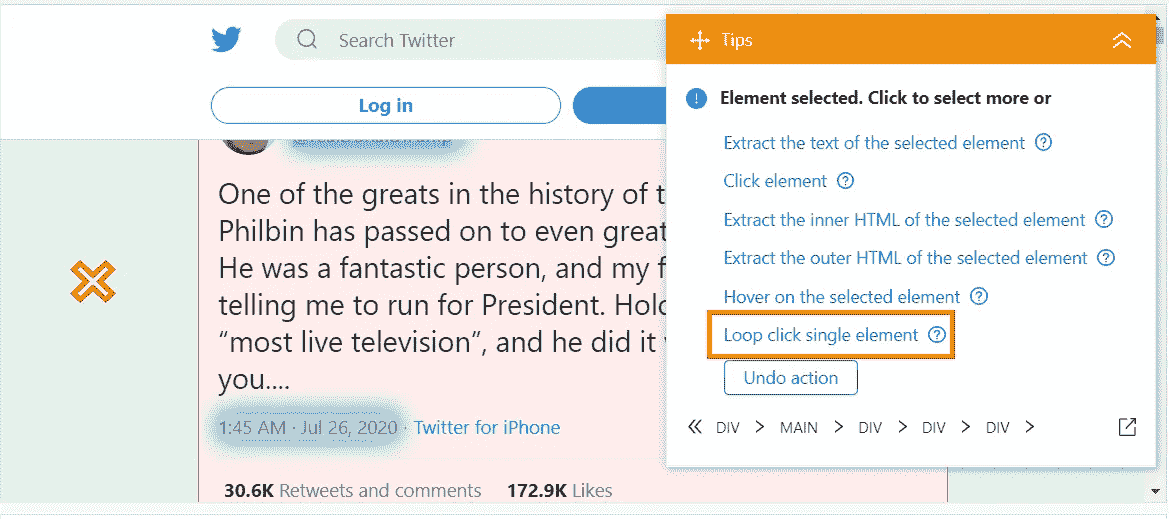 Search Twitter
Log in
One of the greats in the history of t
Philbin has passed on to even great
He was a fantastic person, and my f
telling me to run for President. Hold
“most live television”, and he did it
you....
1:45 AM · Jul 26, 2020 · Twitter for iPhone
30.6K Retweets and comments 172.9K Likes
Tips
Element selected. Click to select more or
Extract the text of the selected element
Click element
Extract the inner HTML of the selected element
Extract the outer HTML of the selected element
Hover on the selected element
Loop click single element
Undo action
« DIV > MAIN > DIV > DIV > DIV >